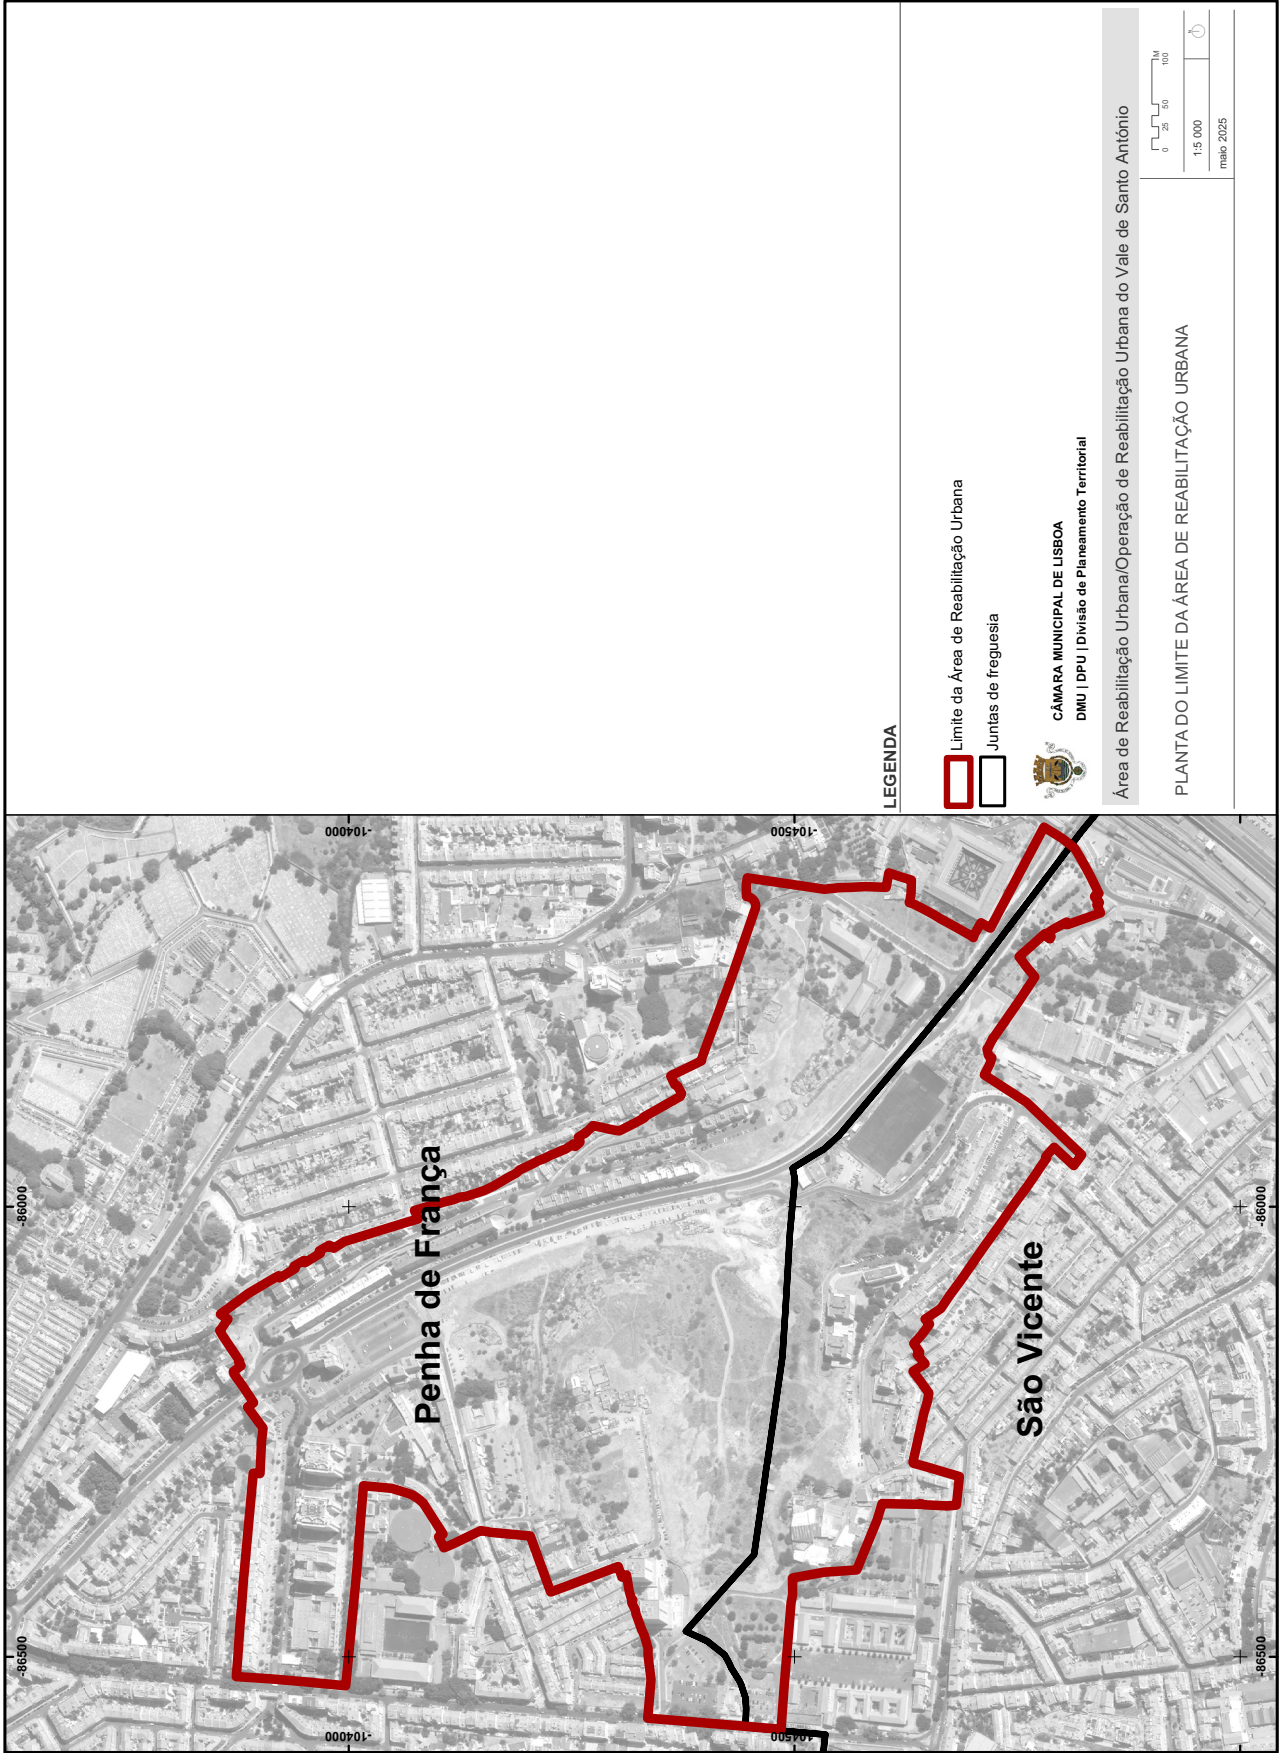 -86500
-86000
-104000
-104000
-104500
-104500
Penha de França
São Vicente
-86500
-86000
LEGENDA
Limite da Área de Reabilitação Urbana
Juntas de freguesia
CÂMARA MUNICIPAL DE LISBOA
DMU | DPU | Divisão de Planeamento Territorial
Área de Reabilitação Urbana/Operação de Reabilitação Urbana do Vale de Santo António
PLANTA DO LIMITE DA ÁREA DE REABILITAÇÃO URBANA
0 25 50 100
M
1:5 000
N
maio 2025